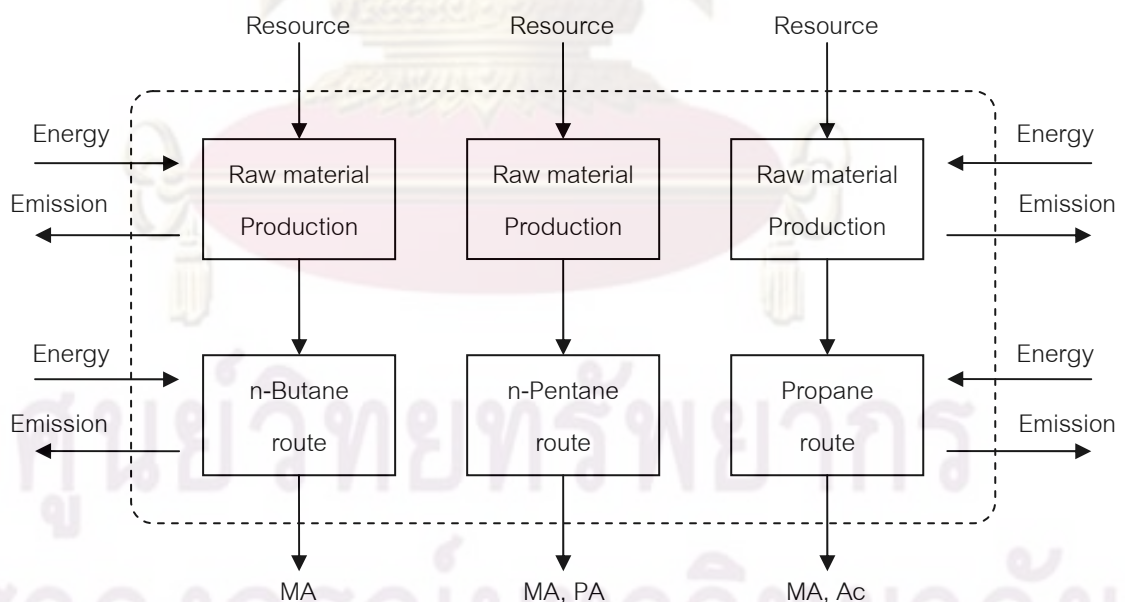 Resource
Resource
Resource
Energy
Energy
Raw material
Production
Raw material
Production
Raw material
Production
Emission
Emission
Energy
Energy
n-Butane
route
n-Pentane
route
Propane
route
Emission
Emission
ศูนย์วิทยทรัพยากร
MA
MA, PA
MA, Ac